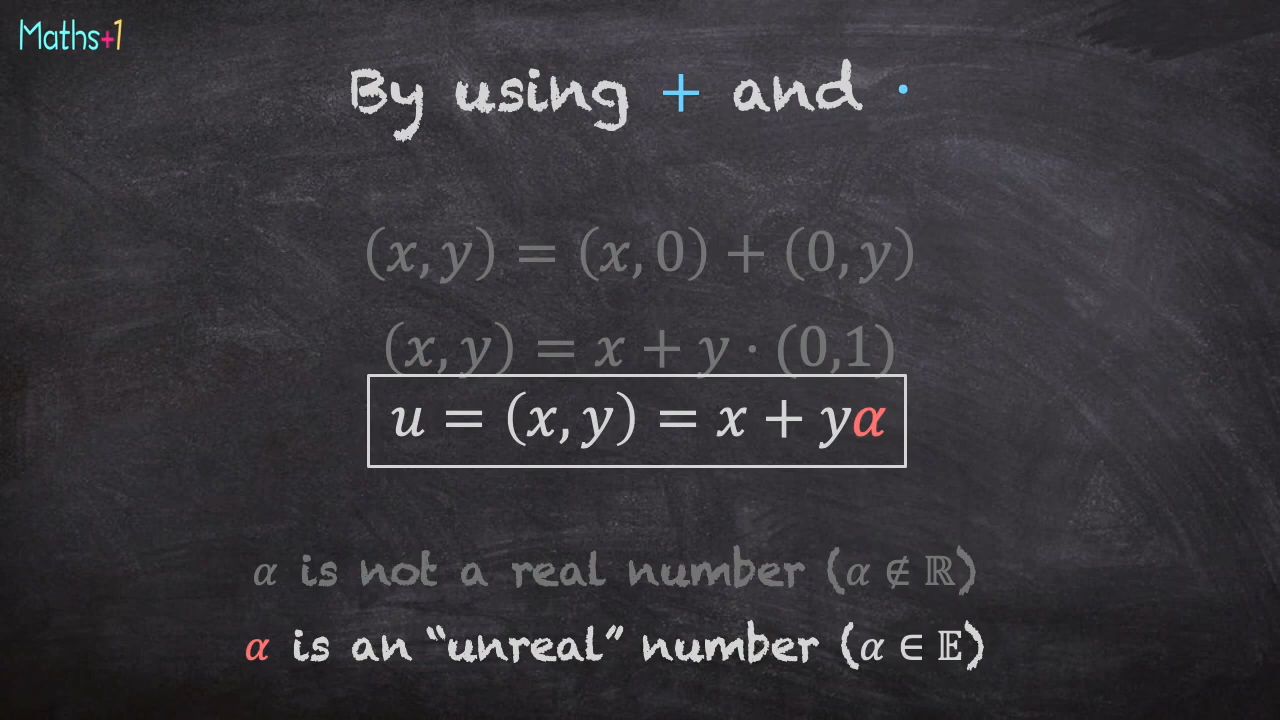 Maths+1
By using + and ·
(x, y) = (x, 0) + (0, y)
(x, y) = x + y · (0,1)
u = (x, y) = x + yα
α is not a real number (α ∉ ℝ)
α is an “unreal” number (α ∈ 𝔼)